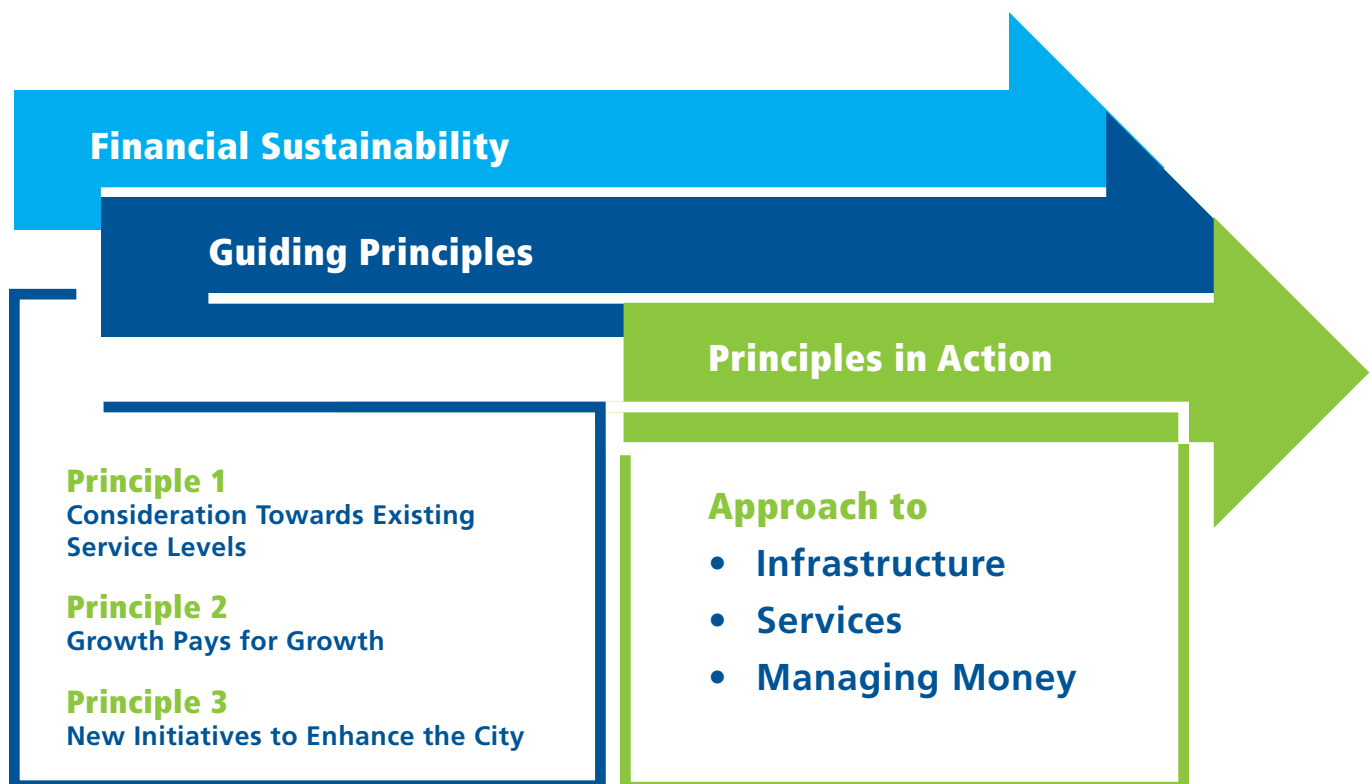 Financial Sustainability
Guiding Principles
Principles in Action
Principle 1
Consideration Towards Existing
Service Levels
Principle 2
Growth Pays for Growth
Principle 3
New Initiatives to Enhance the City
Approach to
• Infrastructure
• Services
• Managing Money